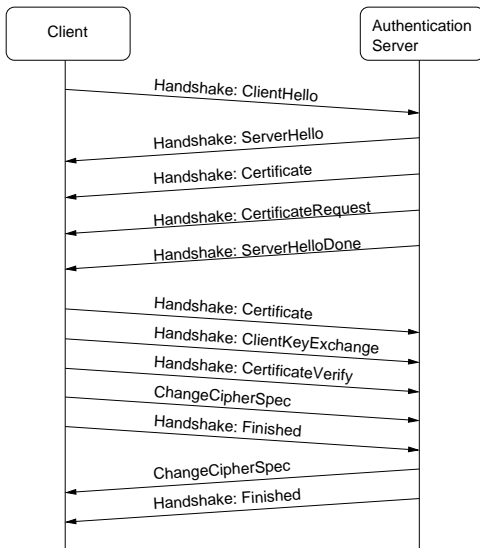 Client
Authentication
Server
Handshake: ClientHello
Handshake: ServerHello
Handshake: Certificate
Handshake: CertificateRequest
Handshake: ServerHelloDone
Handshake: Certificate
Handshake: ClientKeyExchange
Handshake: CertificateVerify
ChangeCipherSpec
Handshake: Finished
ChangeCipherSpec
Handshake: Finished